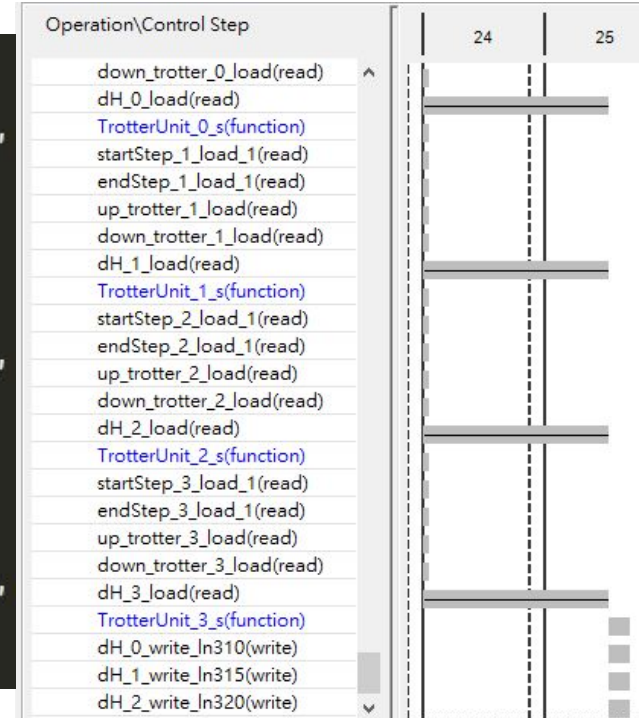 Operation\Control Step
24
25
down_trotter_0_load(read)
dH_0_load(read)
TrotterUnit_0_s(function)
startStep_1_load_1(read)
endStep_1_load_1(read)
up_trotter_1_load(read)
down_trotter_1_load(read)
dH_1_load(read)
TrotterUnit_1_s(function)
startStep_2_load_1(read)
endStep_2_load_1(read)
up_trotter_2_load(read)
down_trotter_2_load(read)
dH_2_load(read)
TrotterUnit_2_s(function)
startStep_3_load_1(read)
endStep_3_load_1(read)
up_trotter_3_load(read)
down_trotter_3_load(read)
dH_3_load(read)
TrotterUnit_3_s(function)
dH_0_write_ln310(write)
dH_1_write_ln315(write)
dH_2_write_ln320(write)